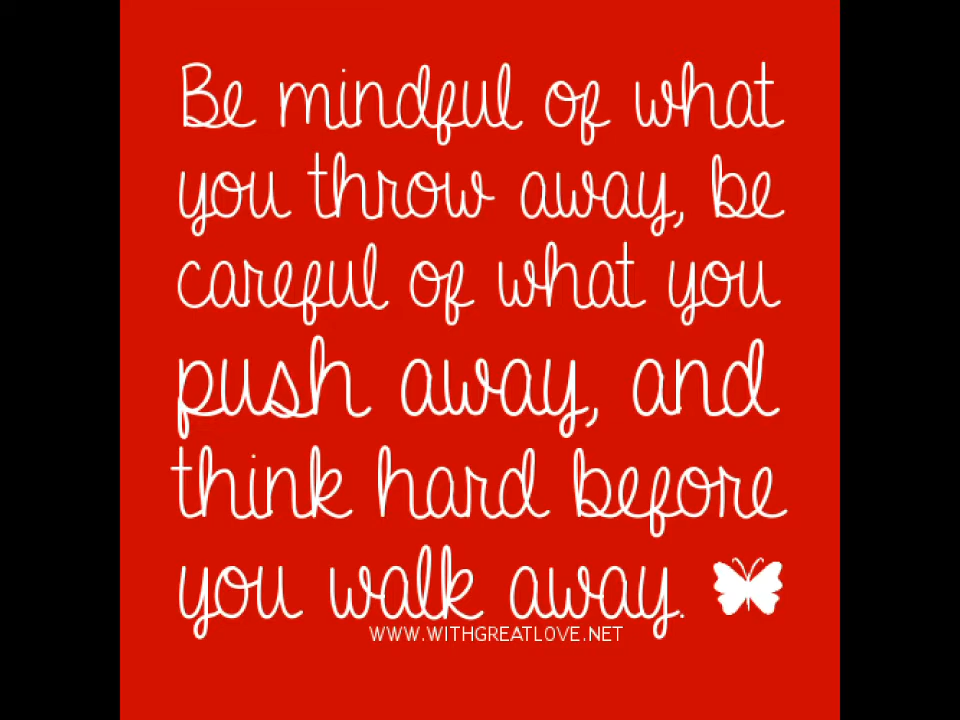 Be mindful of what
you throw away, be
careful of what you
push away, and
think hard before
you walk away.
WWW.WITHGREATLOVE.NET